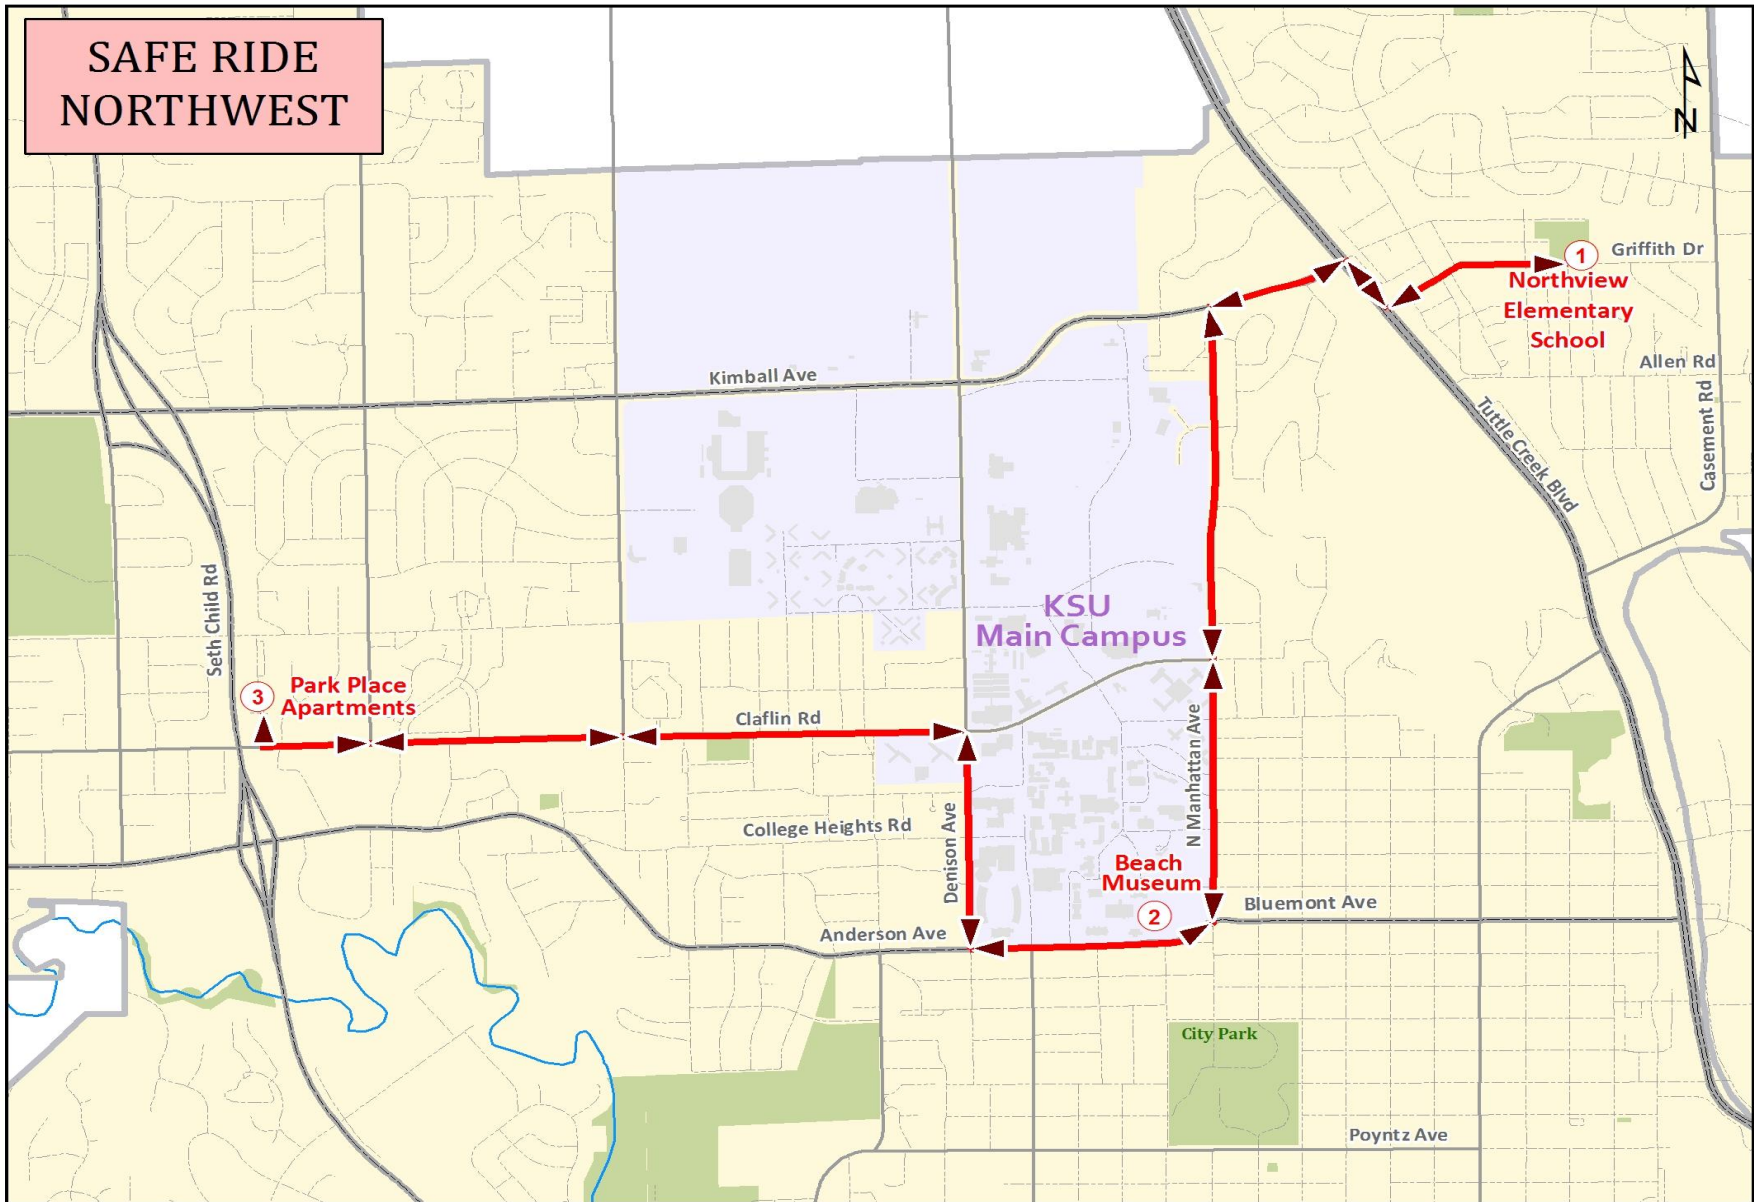 SAFE RIDE
NORTHWEST
N
1
Griffith Dr
Northview
Elementary
School
Allen Rd
Kimball Ave
Casement Rd
Tuttle Creek Blvd
Seth Child Rd
KSU
Main Campus
3
Park Place
Apartments
Claflin Rd
N Manhattan Ave
College Heights Rd
Denison Ave
Beach
Museum
2
Bluemont Ave
Anderson Ave
City Park
Poyntz Ave